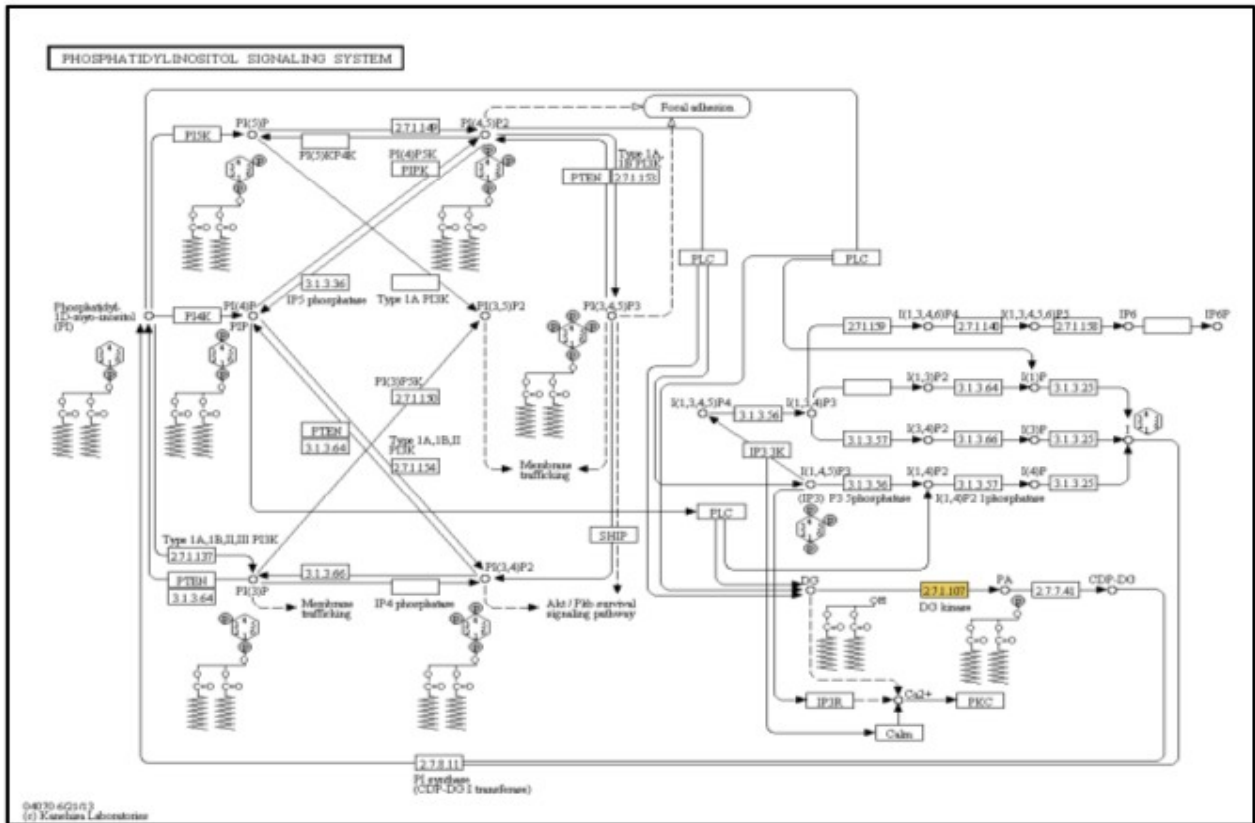 PHOSPHATIDYLINOSITOL SIGNALING SYSTEM
Focal adhesion
PI5K
PI(5)P
2.7.1.149
PI(4,5)P2
PI(5)KP4K
PI(4)P5K
PIPK
Type 1A,
1B PI3K
PTEN
2.7.1.153
PLC
PLC
3.1.3.36
IP5 phosphatase
Type 1A PI3K
Phosphatidyl-
1D-myo-inositol
(PI)
PI4K
PI(4)P
PIP
PI(3,5)P2
PI(3,4,5)P3
I(1,3,4,6)P4
I(1,3,4,5,6)P5
IP6
IP6P
2.7.1.159
2.7.1.140
2.7.1.158
I(1,3)P2
I(1)P
3.1.3.64
3.1.3.25
I(1,3,4,5)P4
3.1.3.56
I(1,3,4)P3
I(3,4)P2
I(3)P
I
3.1.3.57
3.1.3.66
3.1.3.25
IP3 3K
I(1,4,5)P3
I(1,4)P2
I(4)P
3.1.3.56
3.1.3.57
3.1.3.25
(IP3) P3 5phosphatase
I(1,4)P2 1phosphatase
PI(3)P5K
2.7.1.150
PTEN
3.1.3.64
Type 1A,1B,II
PI3K
2.7.1.154
Membrane
trafficking
PLC
SHIP
Type 1A,1B,II,III PI3K
2.7.1.137
PTEN
3.1.3.64
PI(3)P
3.1.3.66
IP4 phosphatase
PI(3,4)P2
Membrane
trafficking
Akt / Pkb survival
signaling pathway
DG
2.7.1.107
DG kinase
PA
2.7.7.41
CDP-DG
OH
IP3R
Ca2+
PKC
Calm
2.7.8.11
PI synthase
(CDP-DG I transferase)
04070 6/21/13
(c) Kanehisa Laboratories